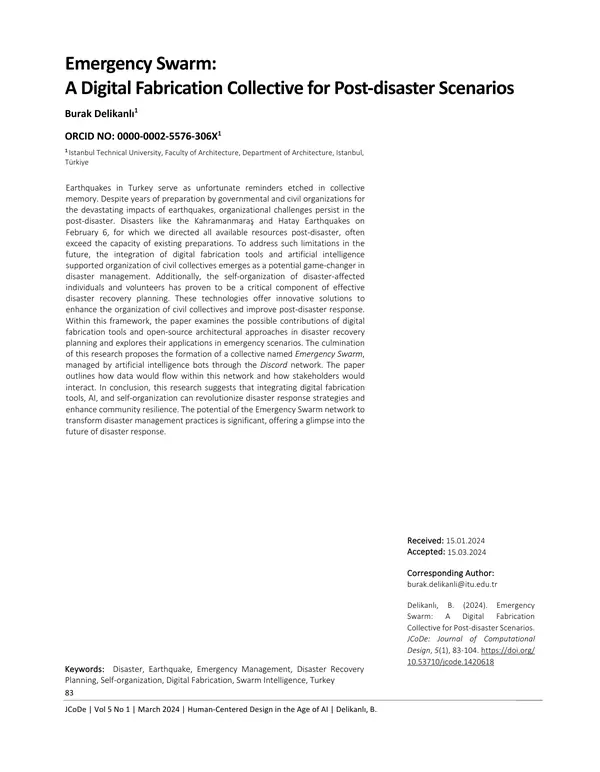 Emergency Swarm:
A Digital Fabrication Collective for Post-disaster Scenarios
Burak Delikanlı1
ORCID NO: 0000-0002-5576-306X1
1 Istanbul Technical University, Faculty of Architecture, Department of Architecture, Istanbul,
Türkiye
Earthquakes in Turkey serve as unfortunate reminders etched in collective
memory. Despite years of preparation by governmental and civil organizations for
the devastating impacts of earthquakes, organizational challenges persist in the
post-disaster. Disasters like the Kahramanmaraş and Hatay Earthquakes on
February 6, for which we directed all available resources post-disaster, often
exceed the capacity of existing preparations. To address such limitations in the
future, the integration of digital fabrication tools and artificial intelligence
supported organization of civil collectives emerges as a potential game-changer in
disaster management. Additionally, the self-organization of disaster-affected
individuals and volunteers has proven to be a critical component of effective
disaster recovery planning. These technologies offer innovative solutions to
enhance the organization of civil collectives and improve post-disaster response.
Within this framework, the paper examines the possible contributions of digital
fabrication tools and open-source architectural approaches in disaster recovery
planning and explores their applications in emergency scenarios. The culmination
of this research proposes the formation of a collective named Emergency Swarm,
managed by artificial intelligence bots through the Discord network. The paper
outlines how data would flow within this network and how stakeholders would
interact. In conclusion, this research suggests that integrating digital fabrication
tools, AI, and self-organization can revolutionize disaster response strategies and
enhance community resilience. The potential of the Emergency Swarm network to
transform disaster management practices is significant, offering a glimpse into the
future of disaster response.
Received: 15.01.2024
Accepted: 15.03.2024
Corresponding Author:
burak.delikanli@itu.edu.tr
Delikanlı, B. (2024). Emergency
Swarm: A Digital Fabrication
Collective for Post-disaster Scenarios.
JCoDe: Journal of Computational
Design, 5(1), 83-104. https://doi.org/
10.53710/jcode.1420618
Keywords: Disaster, Earthquake, Emergency Management, Disaster Recovery
Planning, Self-organization, Digital Fabrication, Swarm Intelligence, Turkey
83
JCoDe | Vol 5 No 1 | March 2024 | Human-Centered Design in the Age of AI | Delikanlı, B.